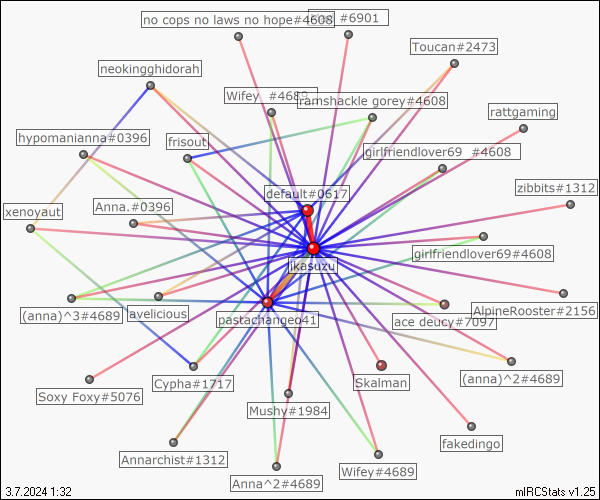 no cops no laws no hope#4608
#6901
Toucan#2473
neokingghidorah
Wifey_#4689
ramshackle gorey#4608
rattgaming
hypomanianna#0396
frisout
girlfriendlover69_#4608
default#0617
zibbits#1312
xenoyaut
Anna.#0396
girlfriendlover69#4608
ikasuzu
(anna)^3#4689
lavelicious
pastachangeo41
ace deucy#7097
AlpineRooster#2156
Soxy Foxy#5076
Cypha#1717
Skalman
(anna)^2#4689
Mushy#1984
fakedingo
Annarchist#1312
Anna^2#4689
Wifey#4689
3.7.2024 1:32
mIRCStats v1.25